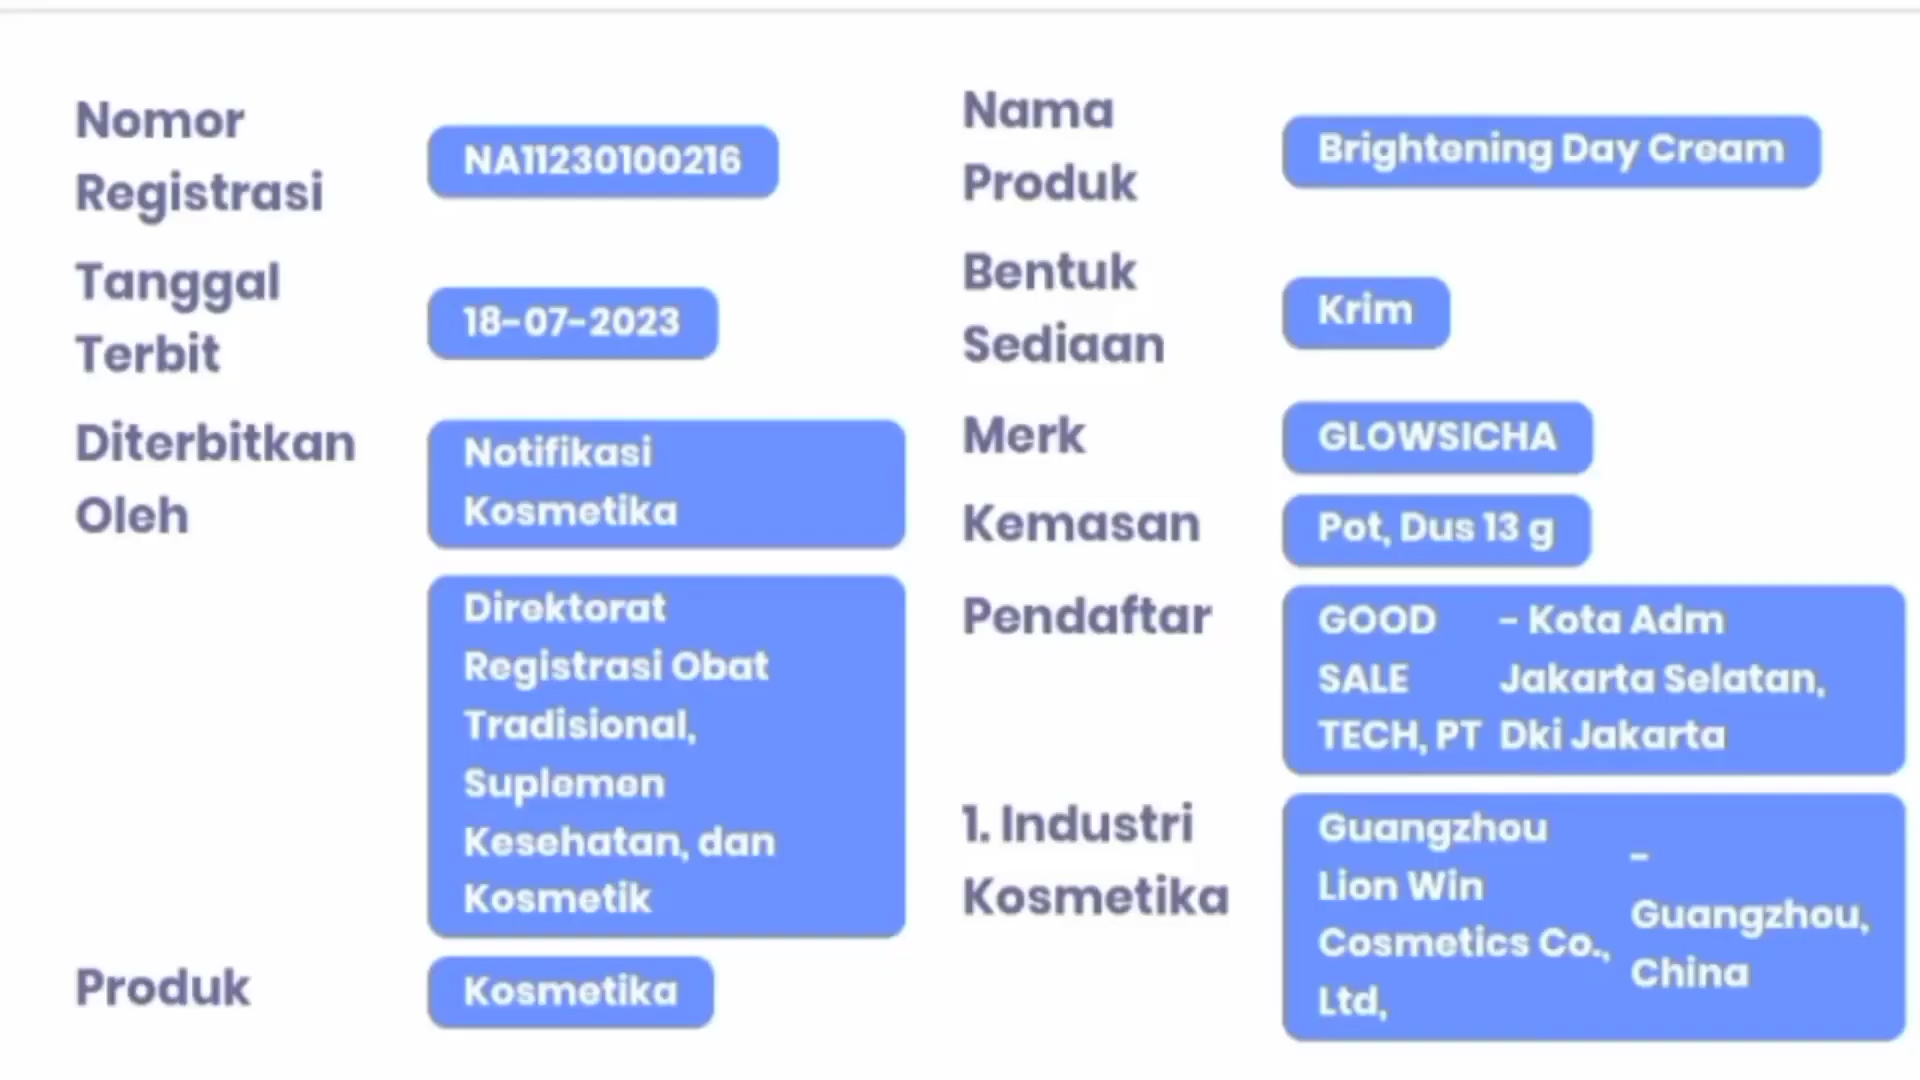 Nomor
Registrasi
NA11230100216
Tanggal
Terbit
18-07-2023
Diterbitkan
Oleh
Notifikasi
Kosmetika
Direktorat
Registrasi Obat
Tradisional,
Suplemen
Kesehatan, dan
Kosmetik
Produk
Kosmetika
Nama
Produk
Brightening Day Cream
Bentuk
Sediaan
Krim
Merk
GLOWSICHA
Kemasan
Pot, Dus 13 g
Pendaftar
GOOD
SALE
TECH, PT
- Kota Adm
Jakarta Selatan,
Dki Jakarta
1. Industri
Kosmetika
Guangzhou
Lion Win
Cosmetics Co.,
Ltd,
-
Guangzhou,
China